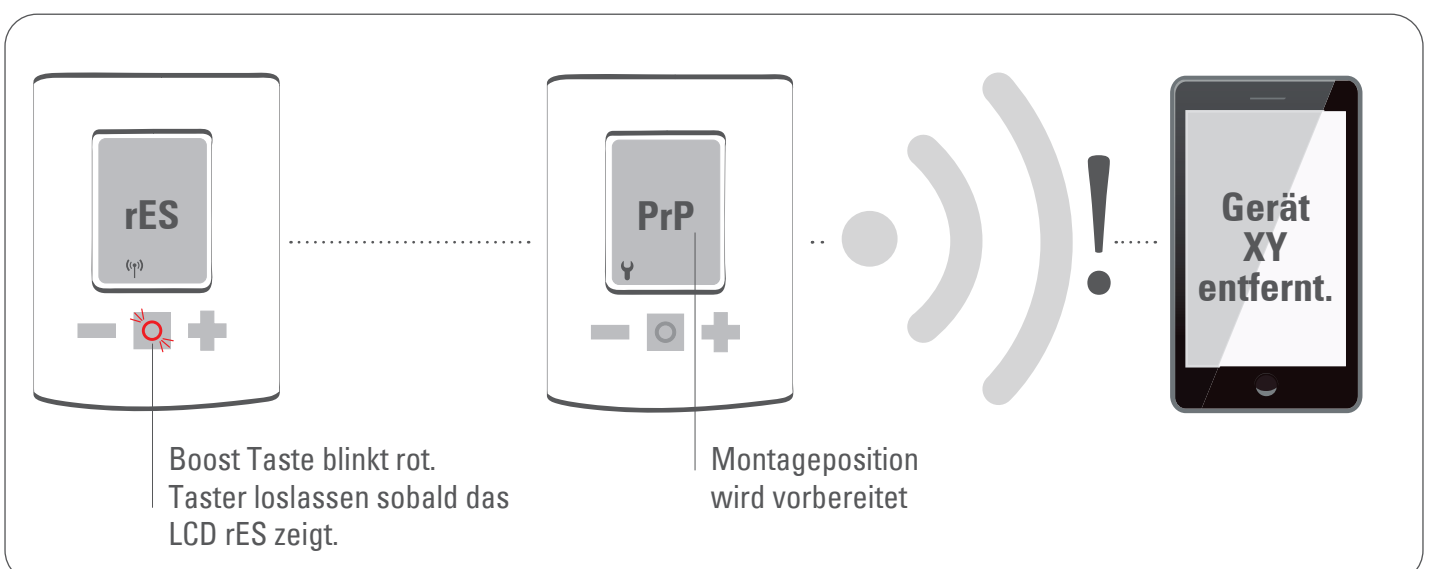 rES
PrP
!
Gerät
XY
entfernt.
Boost Taste blinkt rot.
Taster loslassen sobald das
LCD rES zeigt.
Montageposition
wird vorbereitet